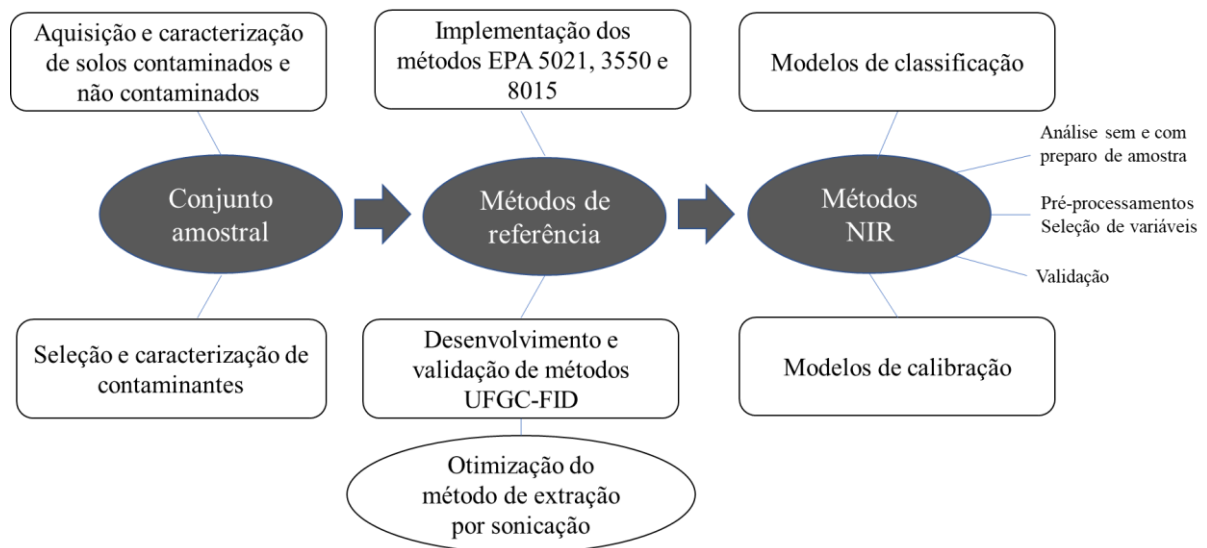 Aquisição e caracterização
de solos contaminados e
não contaminados
Implementação dos
métodos EPA 5021, 3550 e
8015
Modelos de classificação
Conjunto
amostral
Métodos de
referência
Métodos
NIR
Análise sem e com
preparo de amostra
Pré-processamentos
Seleção de variáveis
Validação
Seleção e caracterização de
contaminantes
Desenvolvimento e
validação de métodos
UFGC-FID
Modelos de calibração
Otimização do
método de extração
por sonicação